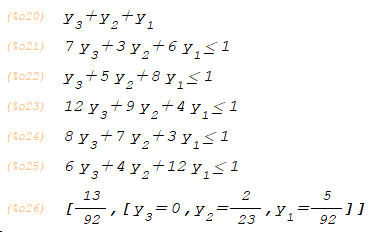 (%o20) y₃+y₂+y₁
(%o21) 7 y₃+3 y₂+6 y₁≤1
(%o22) y₃+5 y₂+8 y₁≤1
(%o23) 12 y₃+9 y₂+4 y₁≤1
(%o24) 8 y₃+7 y₂+3 y₁≤1
(%o25) 6 y₃+4 y₂+12 y₁≤1
(%o26) [13/92,[y₃=0,y₂=2/23,y₁=5/92]]